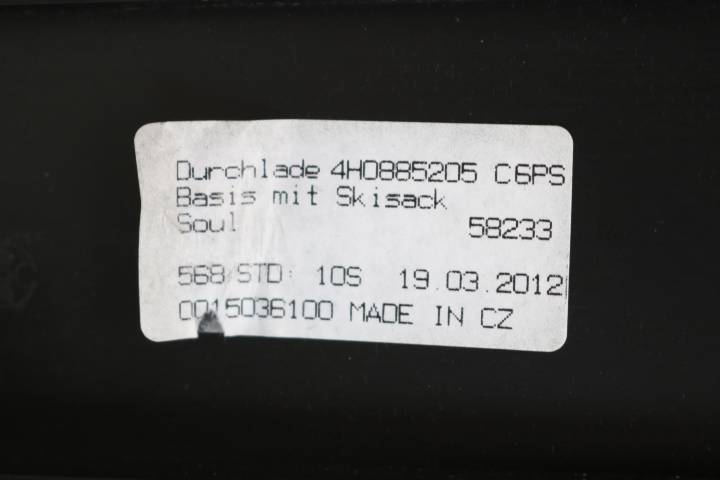 Durchlade 4H0885205 C6PS
Basis mit Skisack
Soul 58233
568/STD: 10S 19.03.2012
0015036100 MADE IN CZ